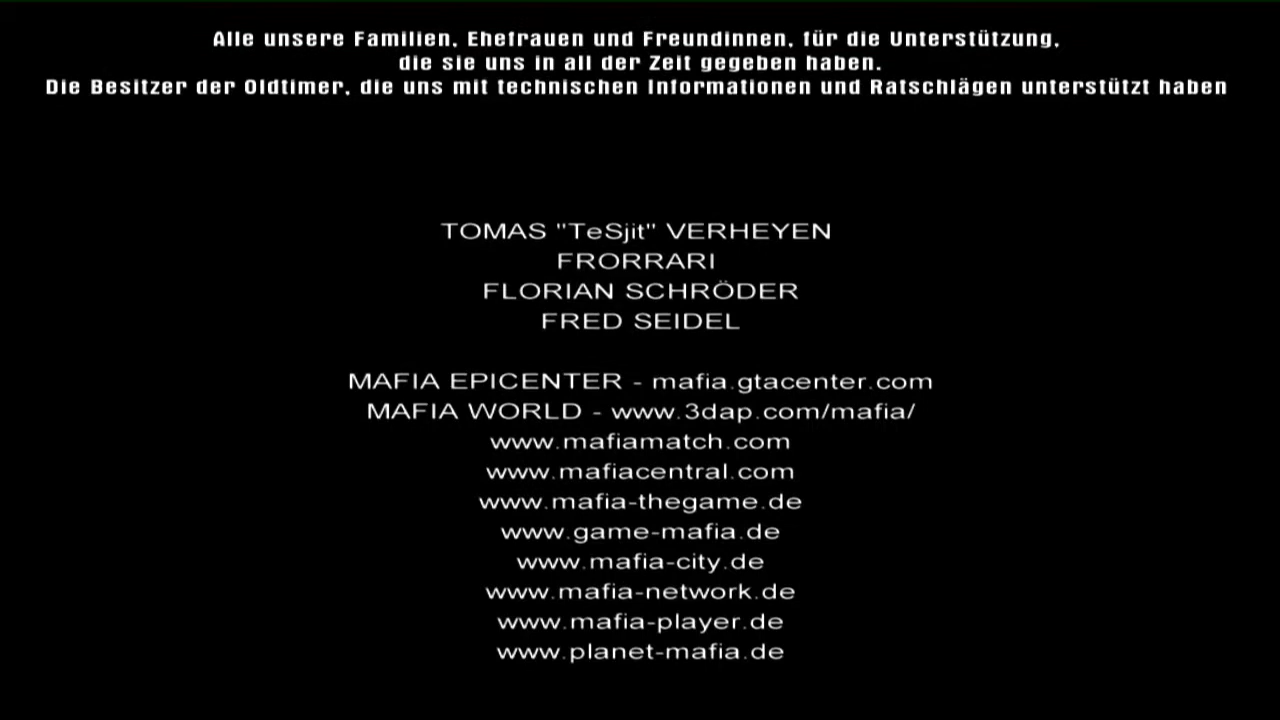 Alle unsere Familien, Ehefrauen und Freundinnen, für die Unterstützung,
die sie uns in all der Zeit gegeben haben.
Die Besitzer der Oldtimer, die uns mit technischen Informationen und Ratschlägen unterstützt haben
TOMAS "TeSjit" VERHEYEN
FRORRARI
FLORIAN SCHRÖDER
FRED SEIDEL
MAFIA EPICENTER - mafia.gtacenter.com
MAFIA WORLD - www.3dap.com/mafia/
www.mafiamatch.com
www.mafiacentral.com
www.mafia-thegame.de
www.game-mafia.de
www.mafia-city.de
www.mafia-network.de
www.mafia-player.de
www.planet-mafia.de